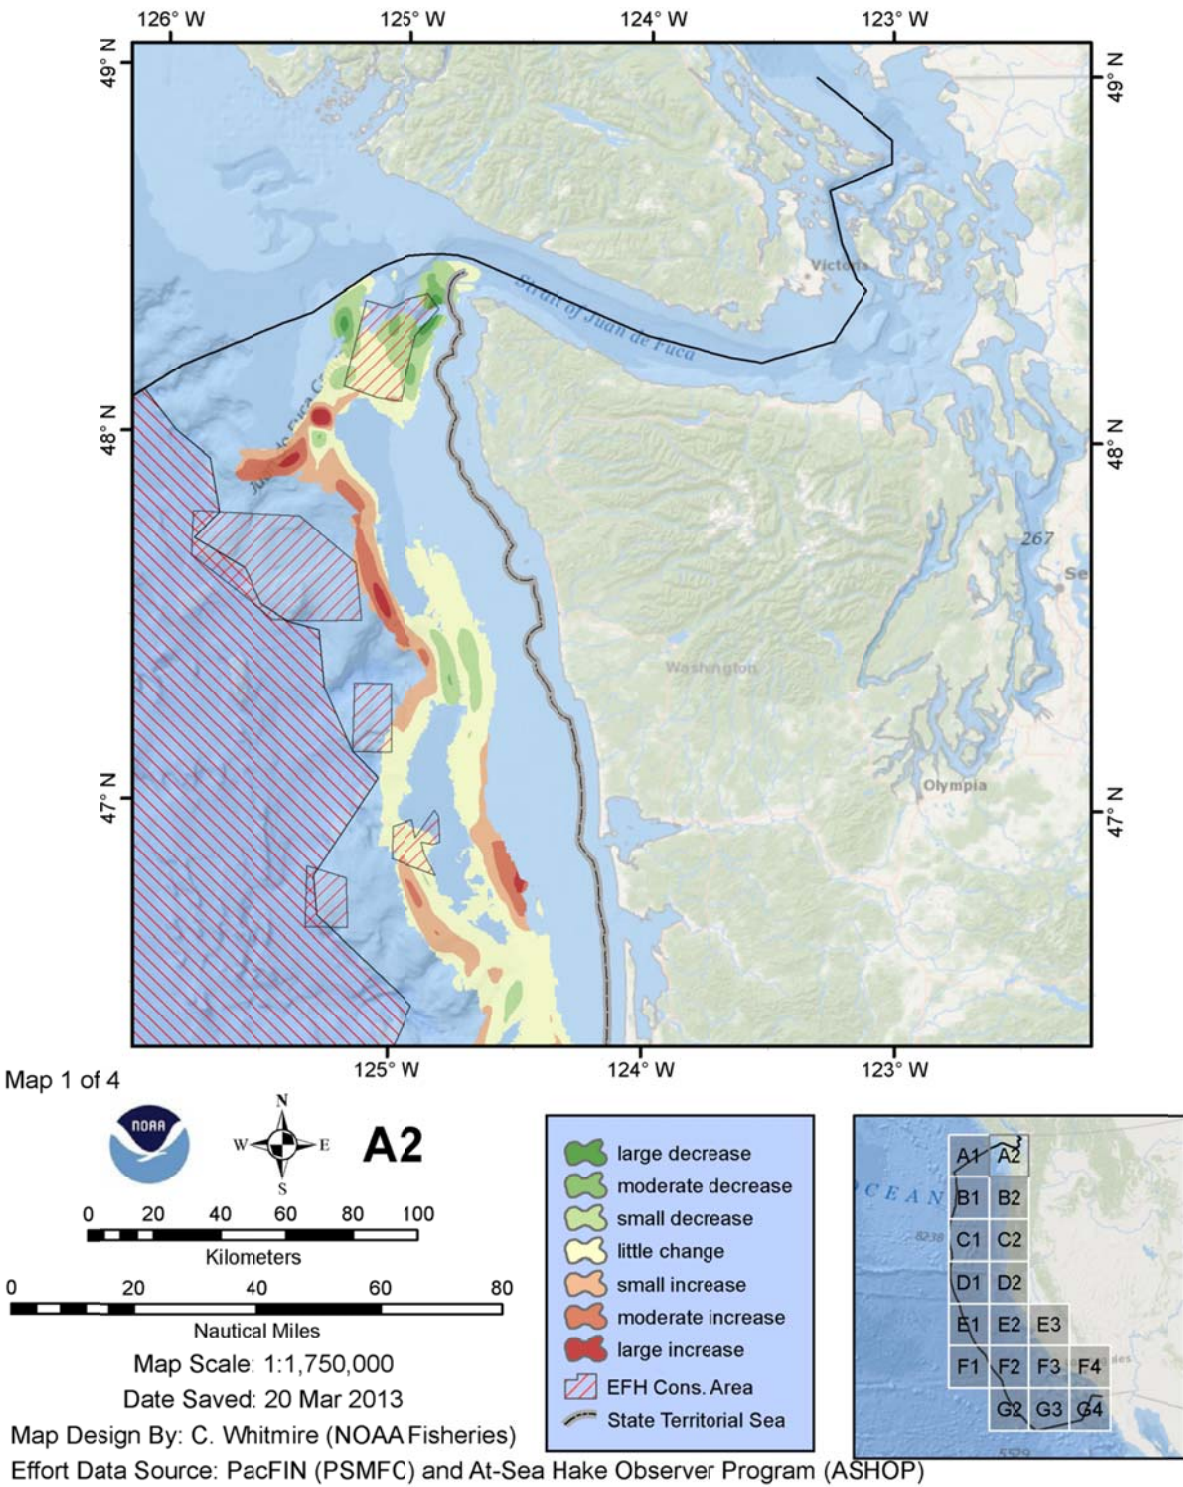 126° W 125° W 124° W 123° W
49° N 49° N
Victoria
Strait of Juan de Fuca
48° N 48° N
267
Se
Washington
47° N 47° N
Olympia
125° W 124° W 123° W
Map 1 of 4
NOAA
N
W E
S
A2
0 20 40 60 80 100
Kilometers
0 20 40 60 80
Nautical Miles
Map Scale: 1:1,750,000
Date Saved: 20 Mar 2013
Map Design By: C. Whitmire (NOAA Fisheries)
Effort Data Source: PacFIN (PSMFC) and At-Sea Hake Observer Program (ASHOP)
large decrease
moderate decrease
small decrease
little change
small increase
moderate increase
large increase
EFH Cons. Area
State Territorial Sea
A1 A2
OCEAN
B1 B2
8238
C1 C2
D1 D2
E1 E2 E3
F1 F2 F3 F4
G2 G3 G4
5529